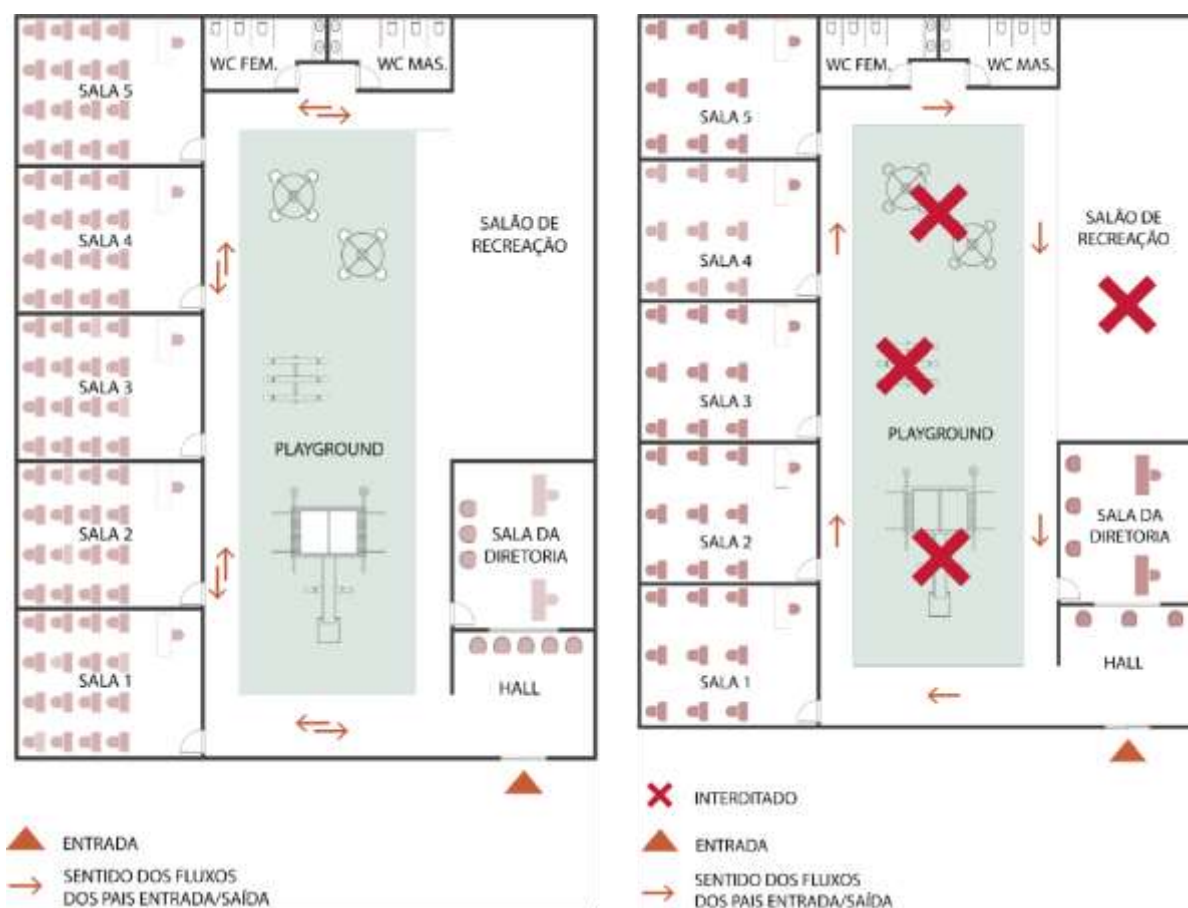 WC FEM.
WC MAS.
SALA 5
SALA 4
SALÃO DE
RECREAÇÃO
SALA 3
PLAYGROUND
SALA 2
SALA DA
DIRETORIA
SALA 1
HALL
ENTRADA
SENTIDO DOS FLUXOS
DOS PAIS ENTRADA/SAÍDA
WC FEM.
WC MAS.
SALA 5
SALA 4
SALÃO DE
RECREAÇÃO
SALA 3
PLAYGROUND
SALA 2
SALA DA
DIRETORIA
SALA 1
HALL
INTERDITADO
ENTRADA
SENTIDO DOS FLUXOS
DOS PAIS ENTRADA/SAÍDA